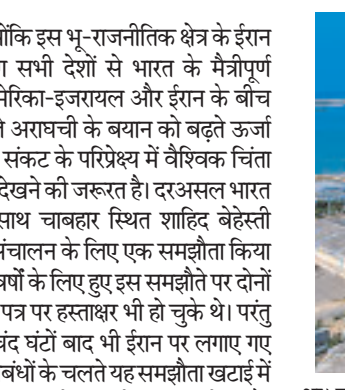 क्योंकि इस भू-राजनीतिक क्षेत्र के ईरान
सभी देशों से भारत के मैत्रीपूर्ण
अमेरिका-इजरायल और ईरान के बीच
अराघची के बयान को बढ़ते ऊर्जा
संकट के परिप्रेक्ष्य में वैश्विक चिंता
देखने की जरूरत है। दरअसल भारत
साथ चाबहार स्थित शाहिद बेहेस्ती
संचालन के लिए एक समझौता किया
वर्षों के लिए हुए इस समझौते पर दोनों
पत्र पर हस्ताक्षर भी हो चुके थे। परंतु
चंद घंटों बाद भी ईरान पर लगाए गए
के चलते यह समझौता खटाई में